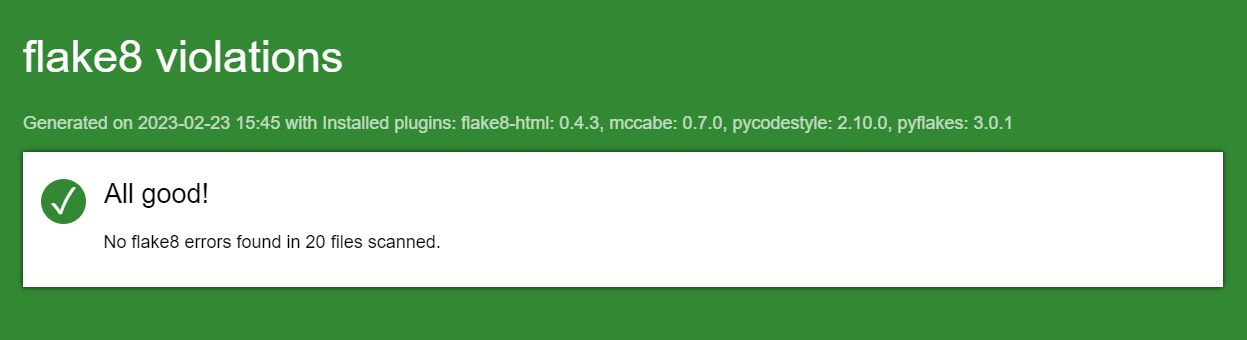 flake8 violations
Generated on 2023-02-23 15:45 with Installed plugins: flake8-html: 0.4.3, mccabe: 0.7.0, pycodestyle: 2.10.0, pyflakes: 3.0.1
All good!
No flake8 errors found in 20 files scanned.